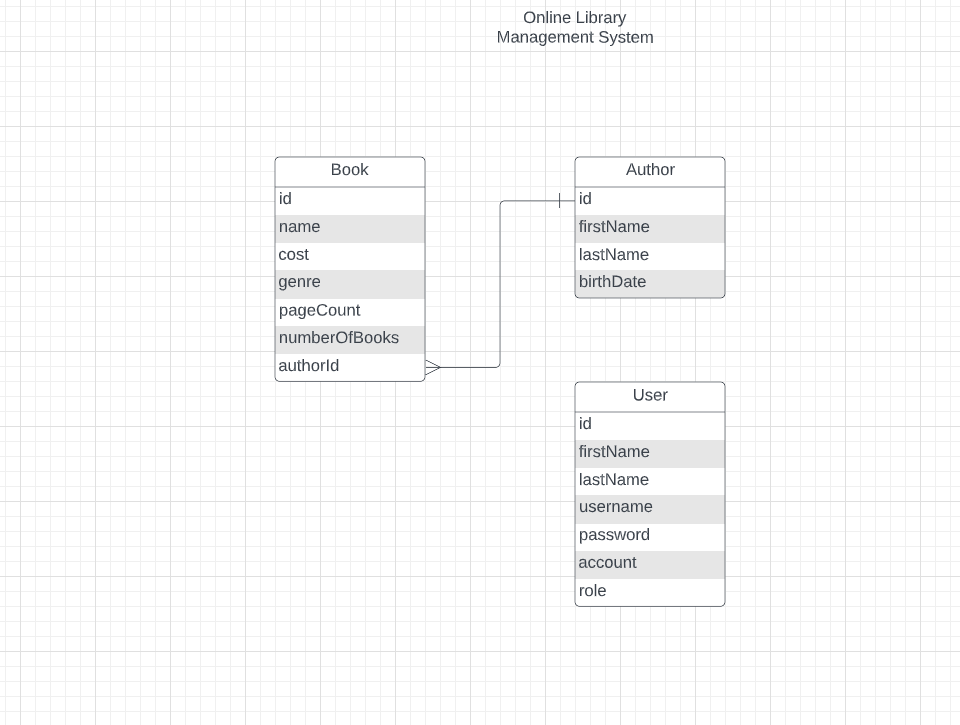 Online Library
Management System
Book
id
name
cost
genre
pageCount
numberOfBooks
authorId
Author
id
firstName
lastName
birthDate
User
id
firstName
lastName
username
password
account
role